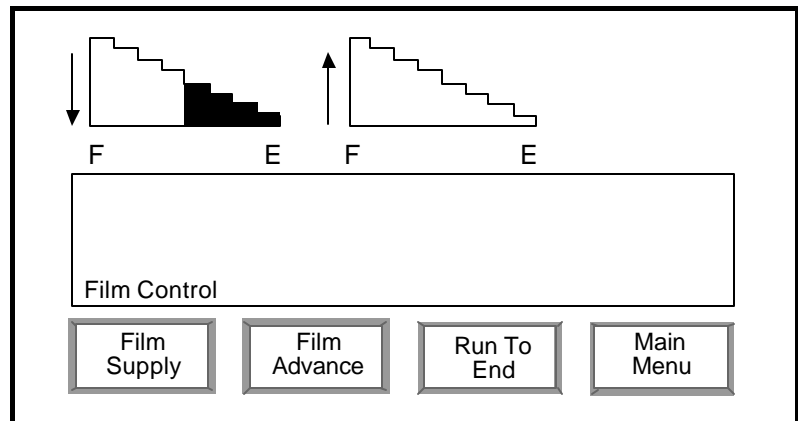 F E F E
Film Control
Film
Supply
Film
Advance
Run To
End
Main
Menu